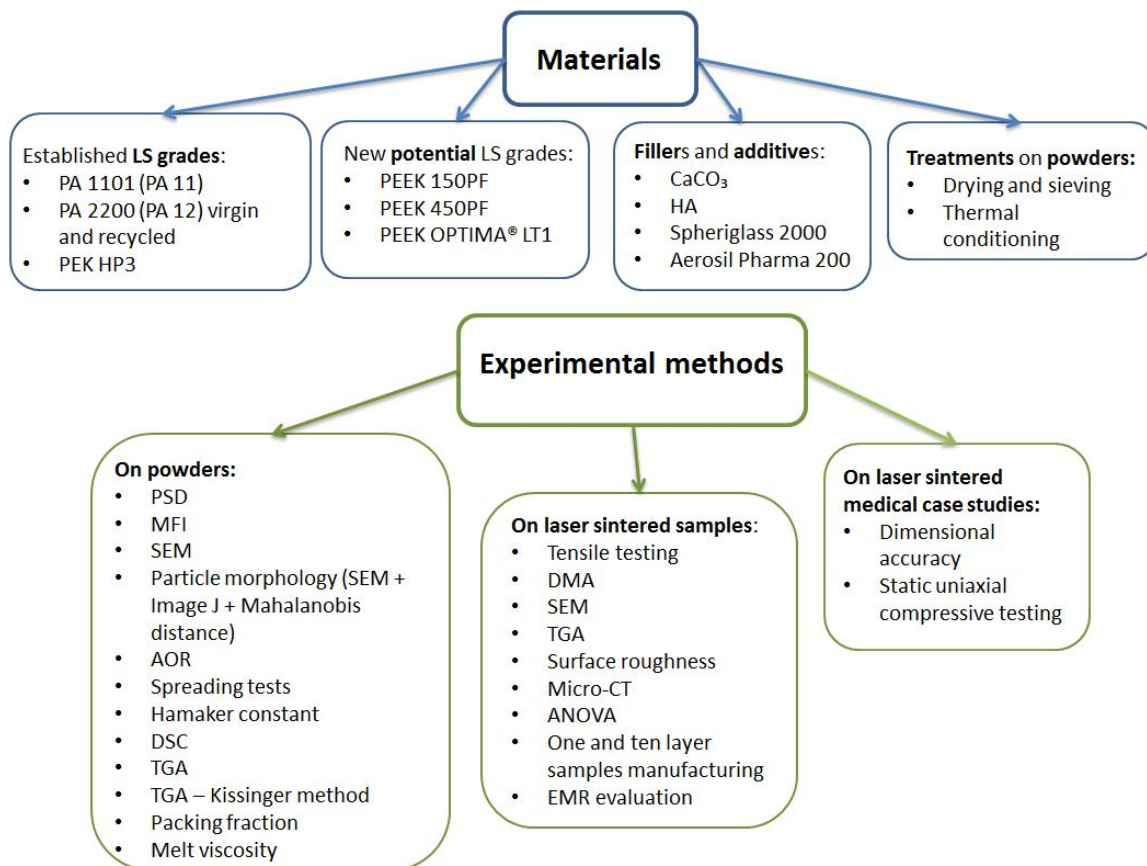 Materials
Established LS grades:
• PA 1101 (PA 11)
• PA 2200 (PA 12) virgin
and recycled
• PEK HP3
New potential LS grades:
• PEEK 150PF
• PEEK 450PF
• PEEK OPTIMA® LT1
Fillers and additives:
• CaCO₃
• HA
• Spheriglass 2000
• Aerosil Pharma 200
Treatments on powders:
• Drying and sieving
• Thermal
conditioning
Experimental methods
On powders:
• PSD
• MFI
• SEM
• Particle morphology (SEM +
Image J + Mahalanobis
distance)
• AOR
• Spreading tests
• Hamaker constant
• DSC
• TGA
• TGA – Kissinger method
• Packing fraction
• Melt viscosity
On laser sintered samples:
• Tensile testing
• DMA
• SEM
• TGA
• Surface roughness
• Micro-CT
• ANOVA
• One and ten layer
samples manufacturing
• EMR evaluation
On laser sintered
medical case studies:
• Dimensional
accuracy
• Static uniaxial
compressive testing